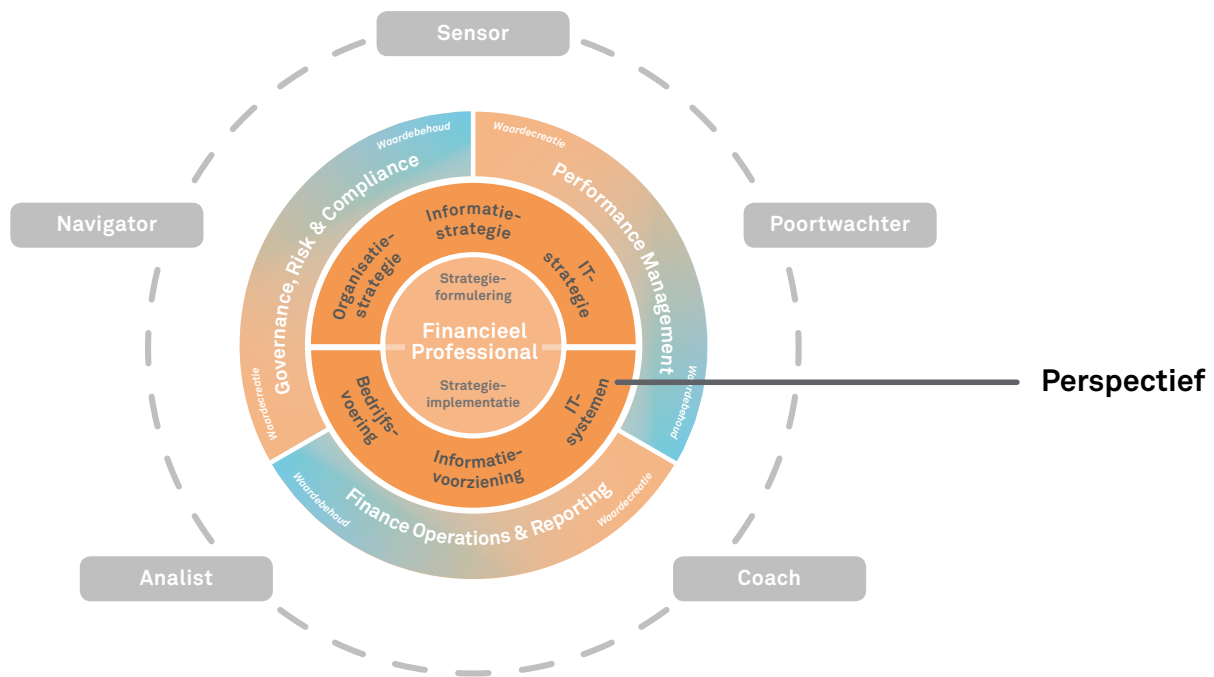 Sensor
Waardebehoud
Waardecreatie
Governance, Risk & Compliance
Performance Management
Navigator
Poortwachter
Informatie-
strategie
Organisatie-
strategie
IT-
strategie
Strategie-
formulering
Financieel
Professional
Strategie-
implementatie
Waardecreatie
Waardebehoud
Perspectief
Bedrijfs-
voering
IT-
systemen
Informatie-
voorziening
Waardebehoud
Finance Operations & Reporting
Waardecreatie
Analist
Coach